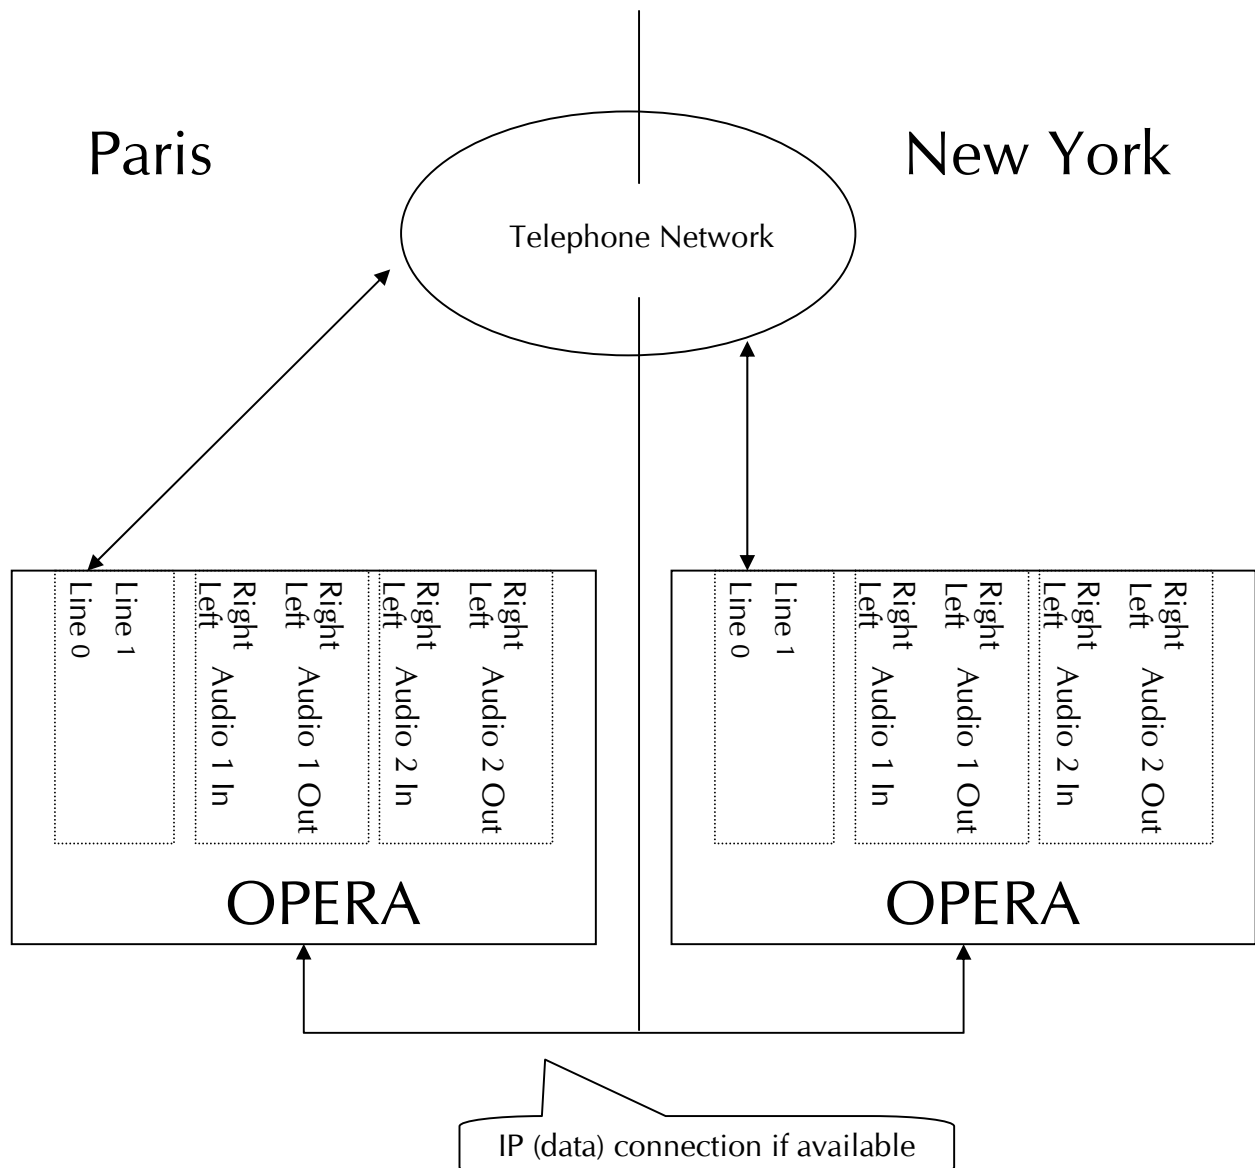 Paris
New York
Telephone Network
Line 0
Line 1
Left
Right
Audio 1 In
Left
Right
Audio 1 Out
Left
Right
Audio 2 In
Left
Right
Audio 2 Out
OPERA
Line 0
Line 1
Left
Right
Audio 1 In
Left
Right
Audio 1 Out
Left
Right
Audio 2 In
Left
Right
Audio 2 Out
OPERA
IP (data) connection if available